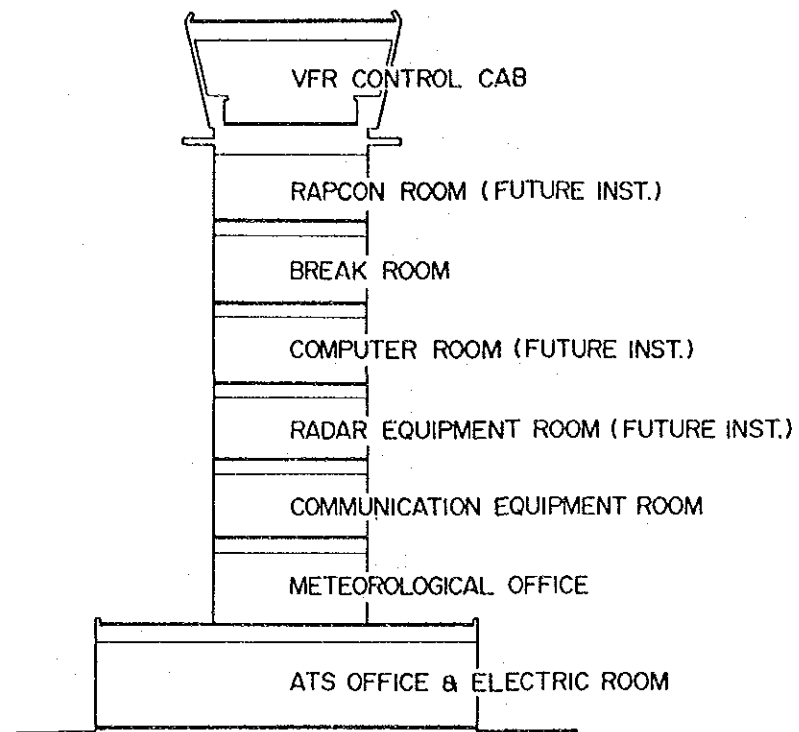 VFR CONTROL CAB
RAPCON ROOM (FUTURE INST.)
BREAK ROOM
COMPUTER ROOM (FUTURE INST.)
RADAR EQUIPMENT ROOM (FUTURE INST.)
COMMUNICATION EQUIPMENT ROOM
METEOROLOGICAL OFFICE
ATS OFFICE & ELECTRIC ROOM